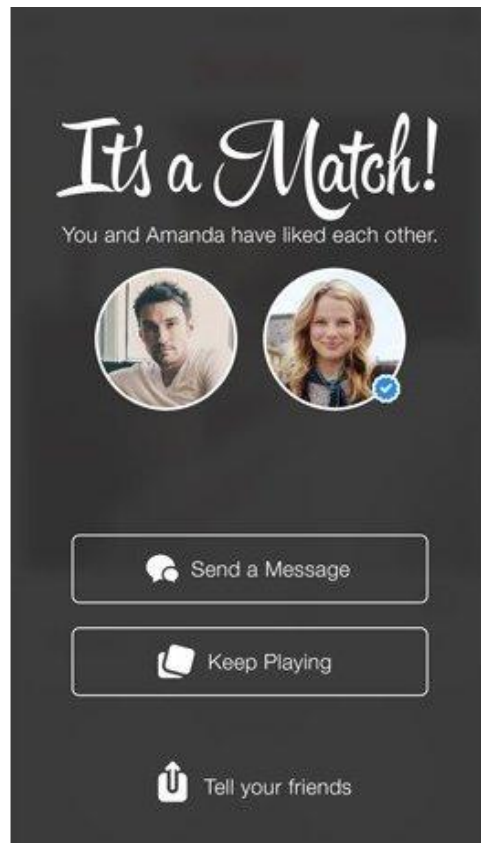 It's a Match!
You and Amanda have liked each other.
Send a Message
Keep Playing
Tell your friends